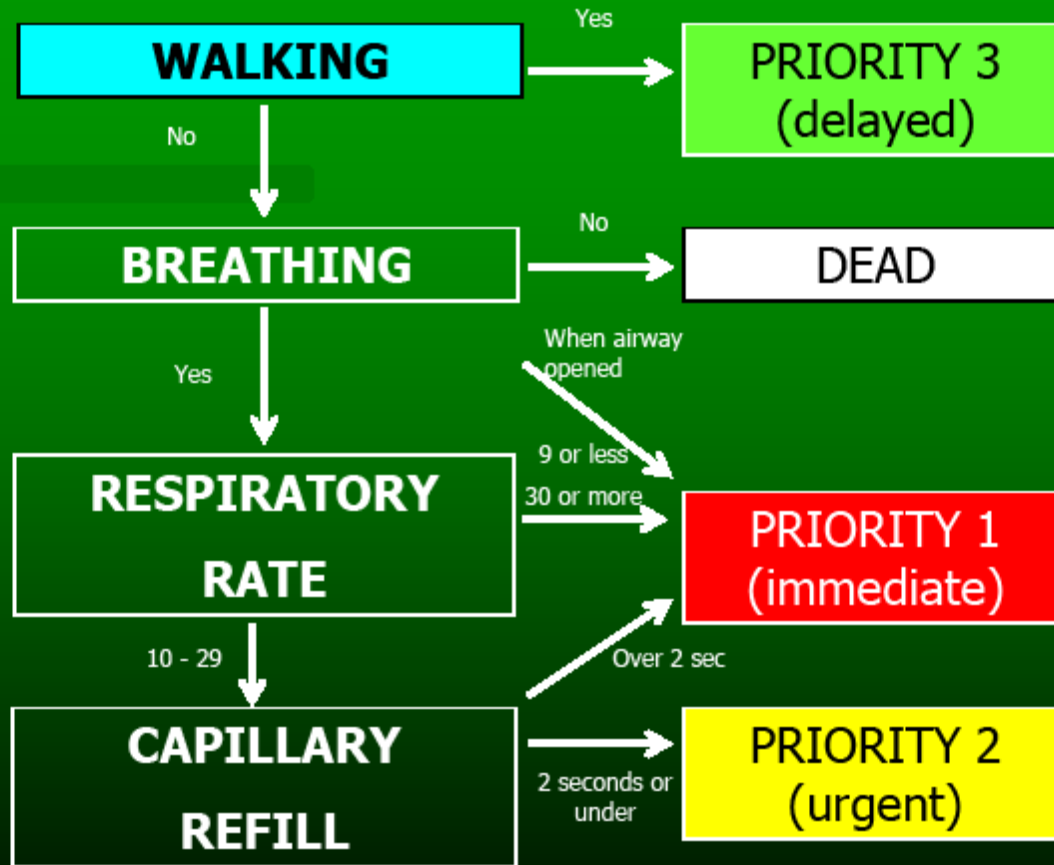 Yes
WALKING
PRIORITY 3
(delayed)
No
No
BREATHING
DEAD
When airway
opened
Yes
9 or less
RESPIRATORY
RATE
30 or more
PRIORITY 1
(immediate)
10 - 29
Over 2 sec
CAPILLARY
REFILL
2 seconds or
under
PRIORITY 2
(urgent)